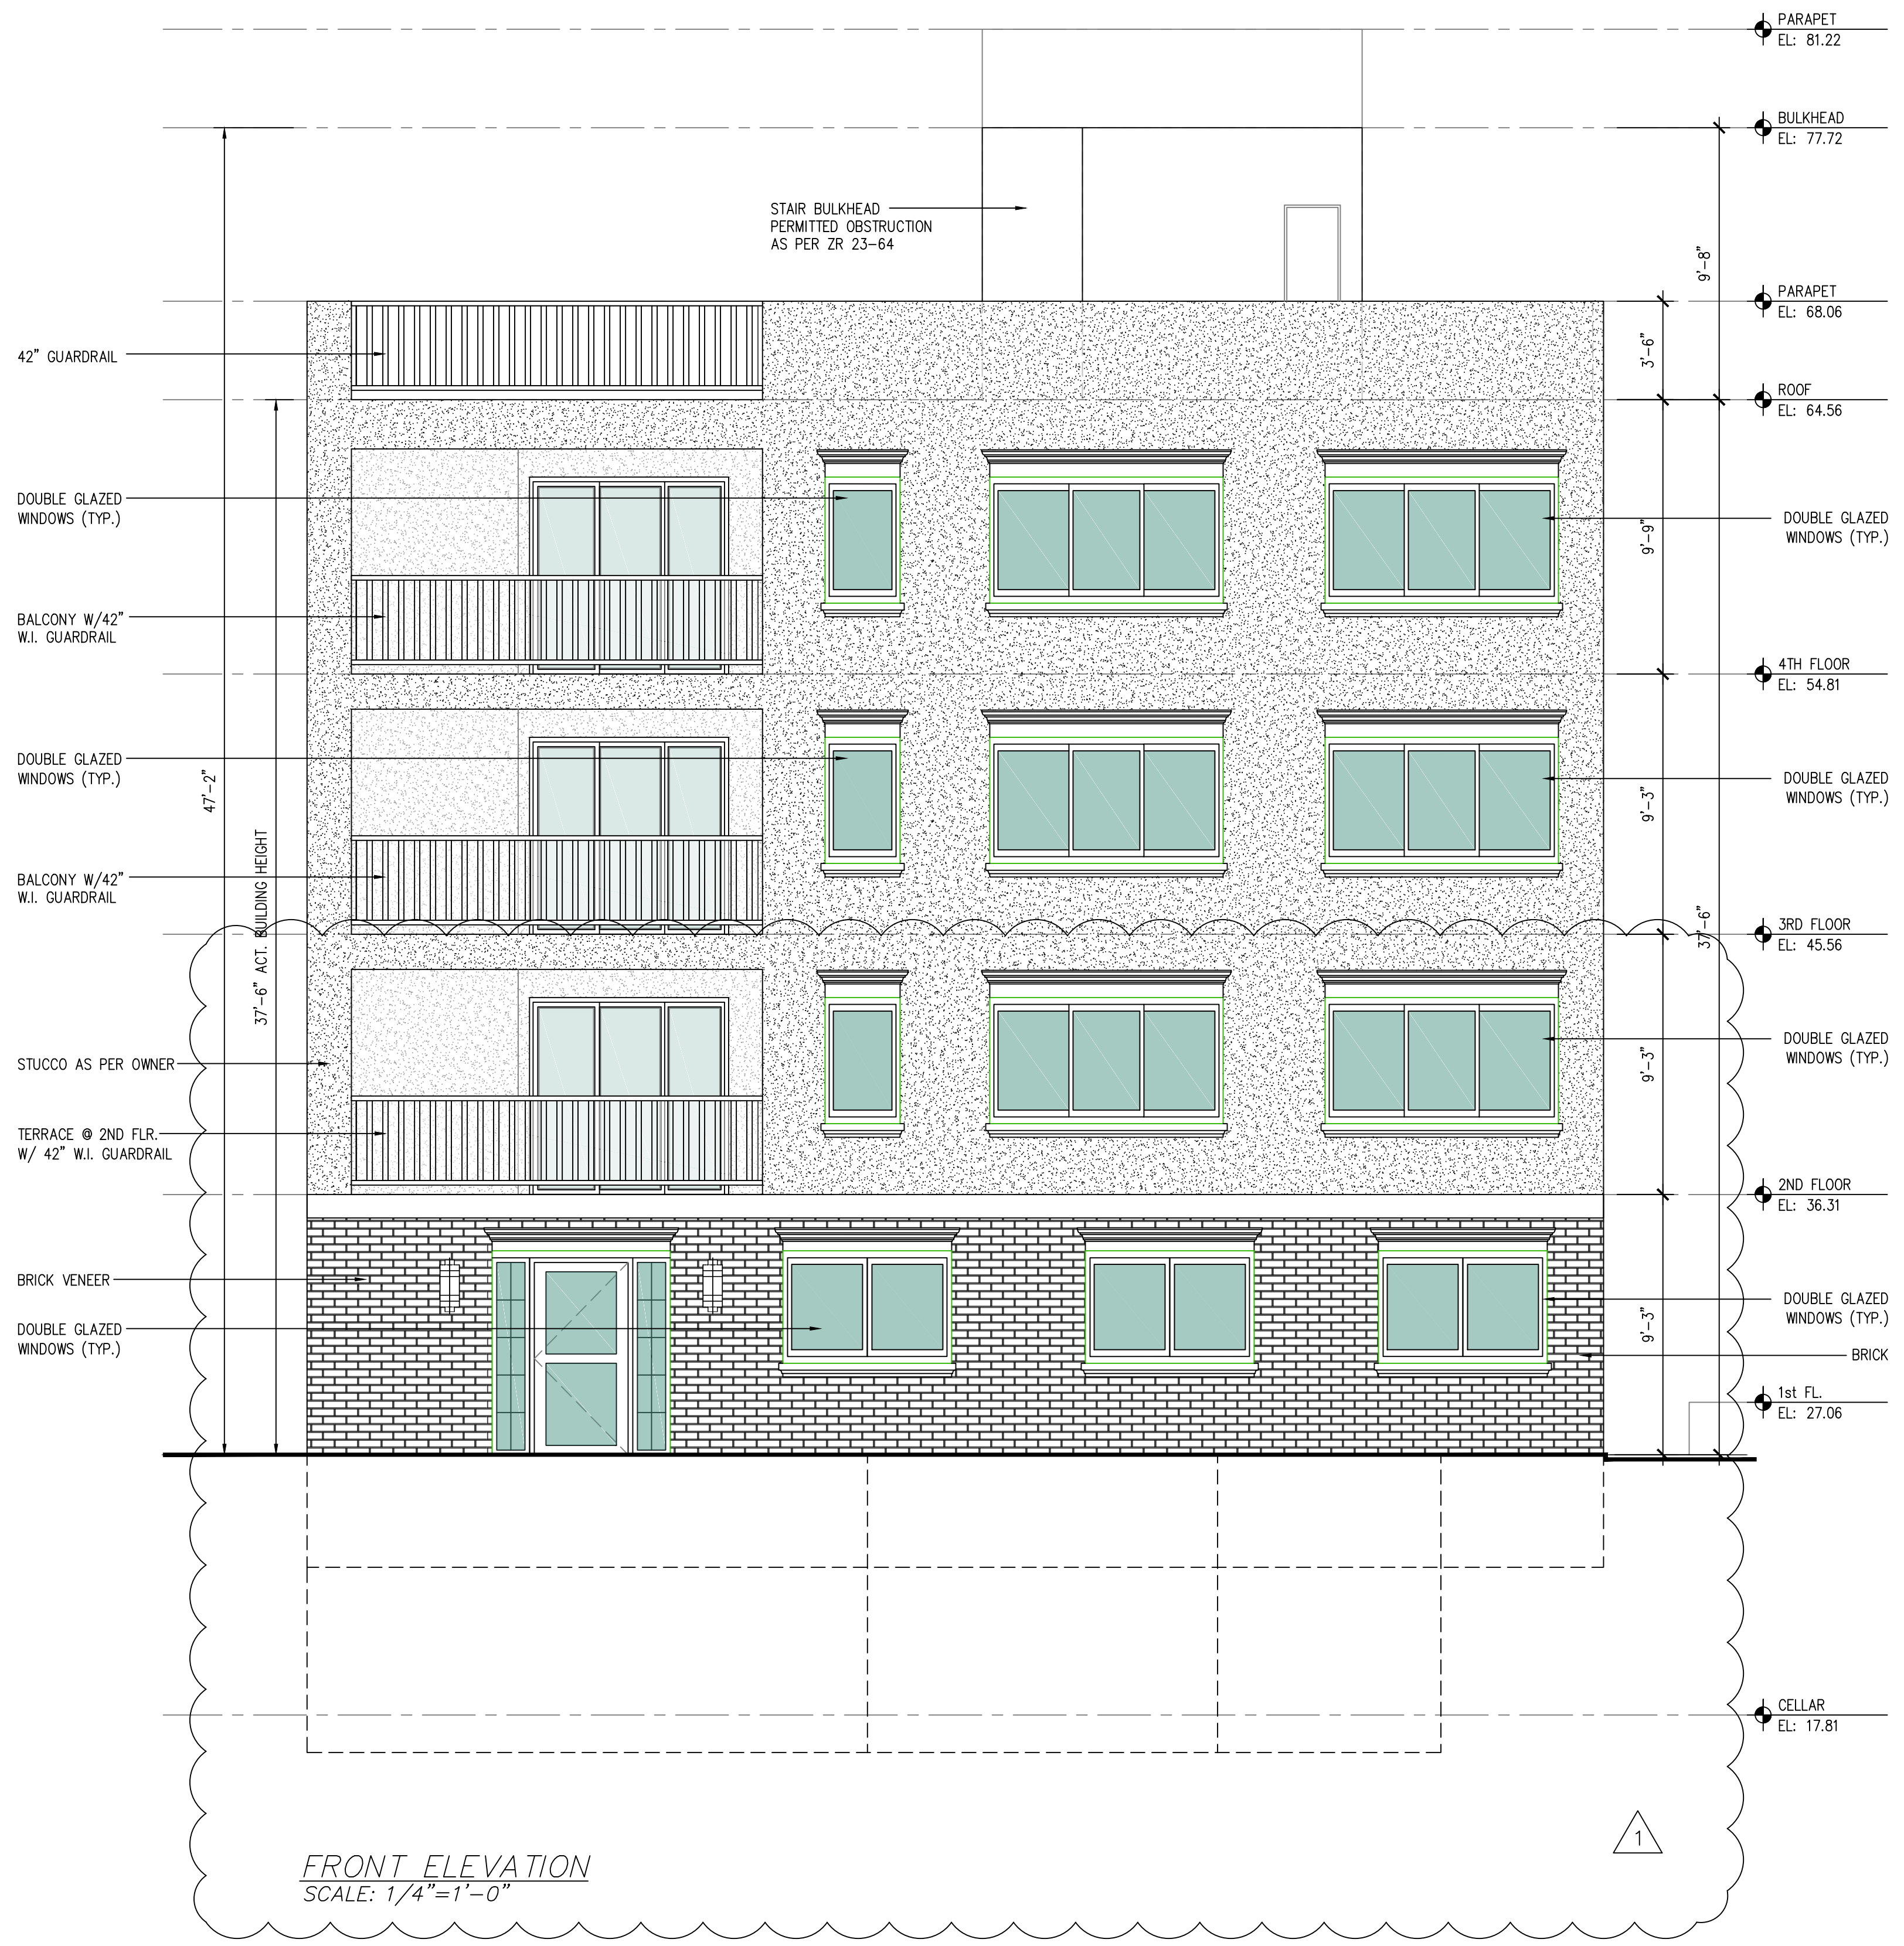 PARAPET
EL: 81.22
BULKHEAD
EL: 77.72
STAIR BULKHEAD
PERMITTED OBSTRUCTION
AS PER ZR 23-64
9'-8"
PARAPET
EL: 68.06
42" GUARDRAIL
3'-6"
ROOF
EL: 64.56
DOUBLE GLAZED
WINDOWS (TYP.)
DOUBLE GLAZED
WINDOWS (TYP.)
9'-9"
BALCONY W/42"
W.I. GUARDRAIL
4TH FLOOR
EL: 54.81
DOUBLE GLAZED
WINDOWS (TYP.)
47'-2"
DOUBLE GLAZED
WINDOWS (TYP.)
9'-3"
BALCONY W/42"
W.I. GUARDRAIL
37'-6" ACT. BUILDING HEIGHT
37'-6"
3RD FLOOR
EL: 45.56
DOUBLE GLAZED
WINDOWS (TYP.)
9'-3"
STUCCO AS PER OWNER
TERRACE @ 2ND FLR.
W/ 42" W.I. GUARDRAIL
2ND FLOOR
EL: 36.31
BRICK VENEER
DOUBLE GLAZED
WINDOWS (TYP.)
DOUBLE GLAZED
WINDOWS (TYP.)
9'-3"
BRICK
1st FL.
EL: 27.06
CELLAR
EL: 17.81
1
FRONT ELEVATION
SCALE: 1/4"=1'-0"